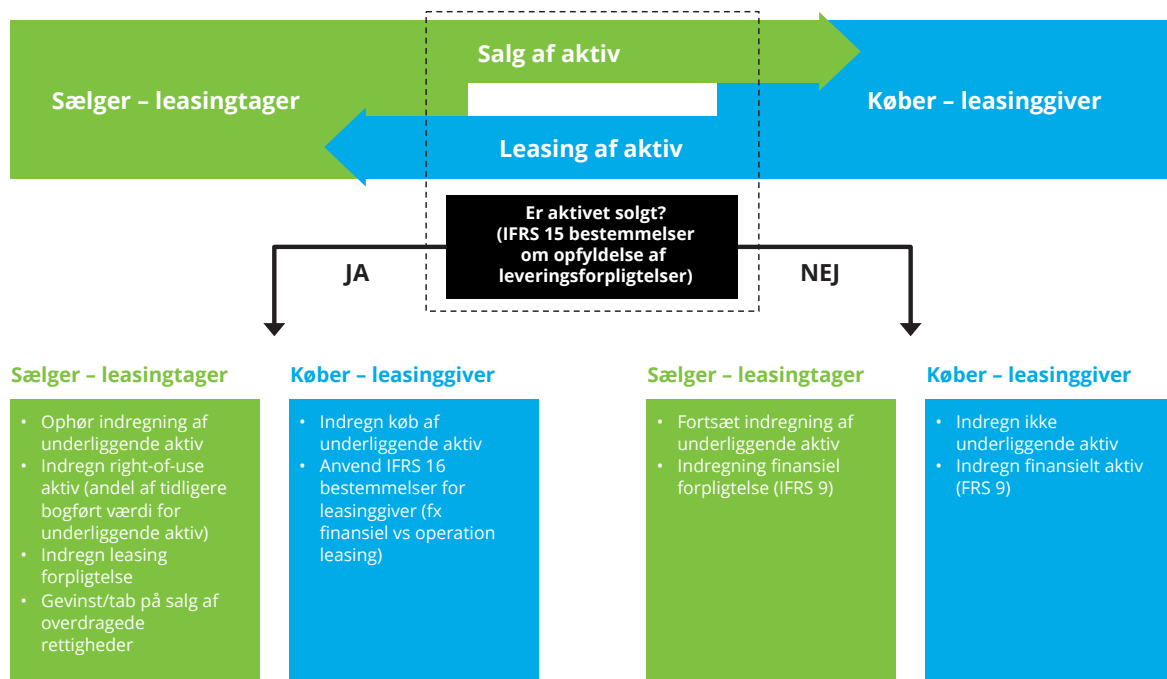 Salg af aktiv
Sælger – leasingtager
Køber – leasinggiver
Leasing af aktiv
Er aktivet solgt?
(IFRS 15 bestemmelser
om opfyldelse af
leveringsforpligtelser)
JA
NEJ
Sælger – leasingtager
• Ophør indregning af
underliggende aktiv
• Indregn right-of-use
aktiv (andel af tidligere
bogført værdi for
underliggende aktiv)
• Indregn leasing
forpligtelse
• Gevinst/tab på salg af
overdragede
rettigheder
Køber – leasinggiver
• Indregn køb af
underliggende aktiv
• Anvend IFRS 16
bestemmelser for
leasinggiver (fx
finansiel vs operation
leasing)
Sælger – leasingtager
• Fortsæt indregning af
underliggende aktiv
• Indregning finansiel
forpligtelse (IFRS 9)
Køber – leasinggiver
• Indregn ikke
underliggende aktiv
• Indregn finansielt aktiv
(FRS 9)